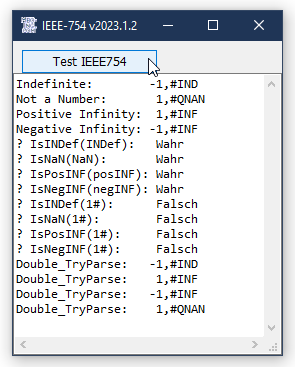 IEEE-754 v2023.1.2
Test IEEE754
Indefinite:       -1,#IND
Not a Number:      1,#QNAN
Positive Infinity: 1,#INF
Negative Infinity: -1,#INF
? IsINDef(INDef):   Wahr
? IsNaN(NaN):       Wahr
? IsPosINF(posINF): Wahr
? IsNegINF(negINF): Wahr
? IsINDef(1#):      Falsch
? IsNaN(1#):        Falsch
? IsPosINF(1#):     Falsch
? IsNegINF(1#):     Falsch
Double_TryParse:   -1,#IND
Double_TryParse:    1,#INF
Double_TryParse:   -1,#INF
Double_TryParse:    1,#QNAN